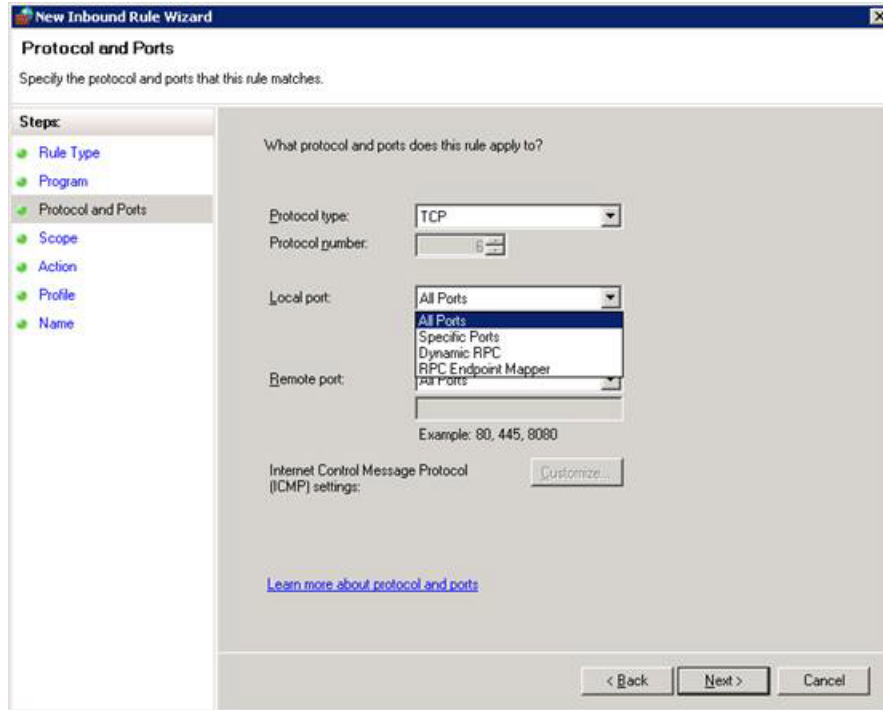 New Inbound Rule Wizard
Protocol and Ports
Specify the protocol and ports that this rule matches.
Steps:
Rule Type
Program
Protocol and Ports
Scope
Action
Profile
Name
What protocol and ports does this rule apply to?
Protocol type: TCP
Protocol number: 6
Local port: All Ports
All Ports
Specific Ports
Dynamic RPC
RPC Endpoint Mapper
Remote port: All Ports
Example: 80, 445, 8080
Internet Control Message Protocol Customize...
(ICMP) settings:
Learn more about protocol and ports
< Back Next > Cancel